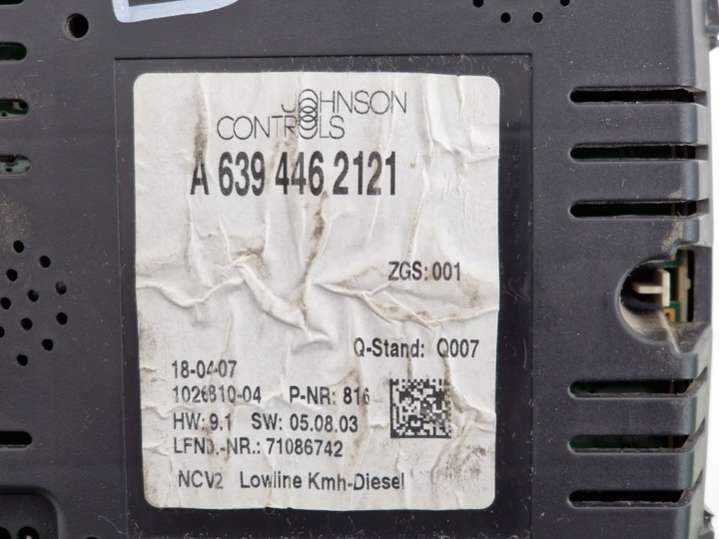 JOHNSON
CONTROLS
A 639 446 2121
ZGS: 001
Q-Stand: Q007
18-04-07
1026810-04 P-NR: 816
HW: 9.1 SW: 05.08.03
LFND.-NR.: 71086742
NCV2 Lowline Kmh-Diesel